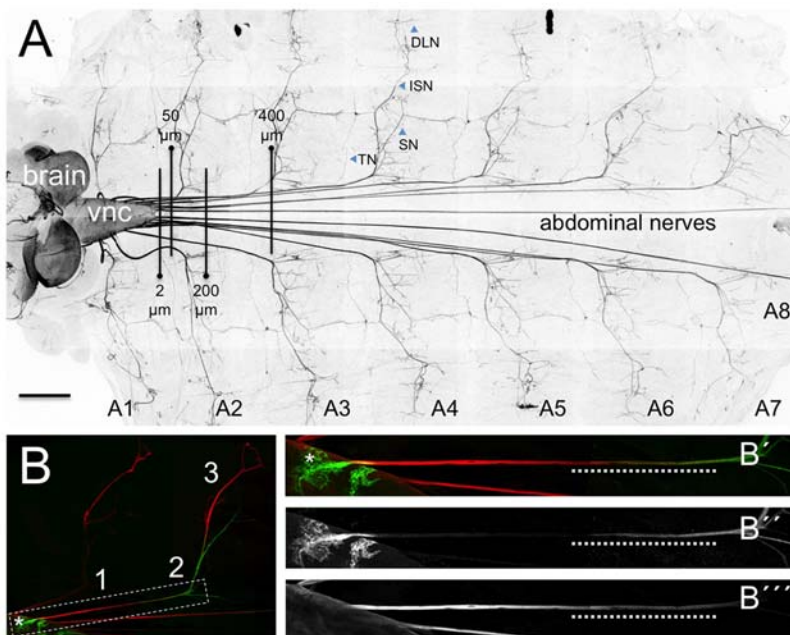 A
DLN
ISN
50
µm
400
µm
SN
TN
brain
vnc
abdominal nerves
2
µm
200
µm
A8
A1
A2
A3
A4
A5
A6
A7
B
3
1
2
*
*
B´
B´´
B´´´